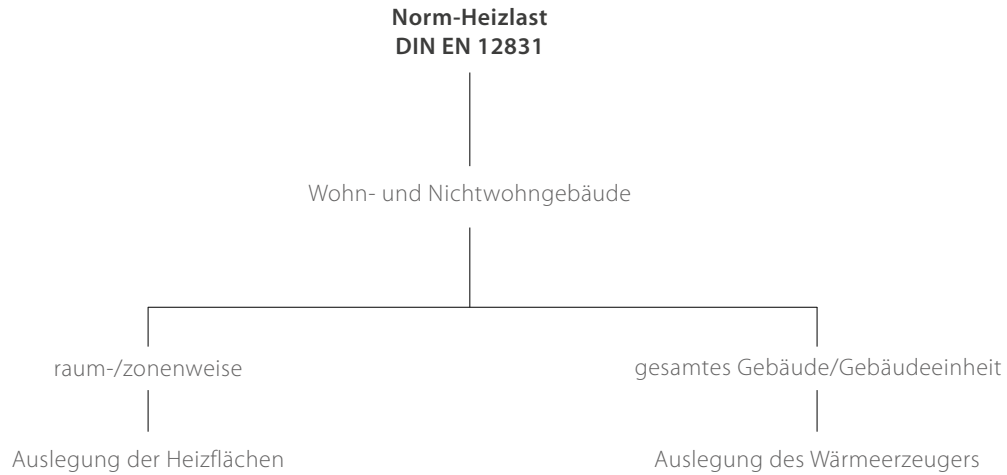 Norm-Heizlast
DIN EN 12831
Wohn- und Nichtwohngebäude
raum-/zonenweise
gesamtes Gebäude/Gebäudeeinheit
Auslegung der Heizflächen
Auslegung des Wärmeerzeugers